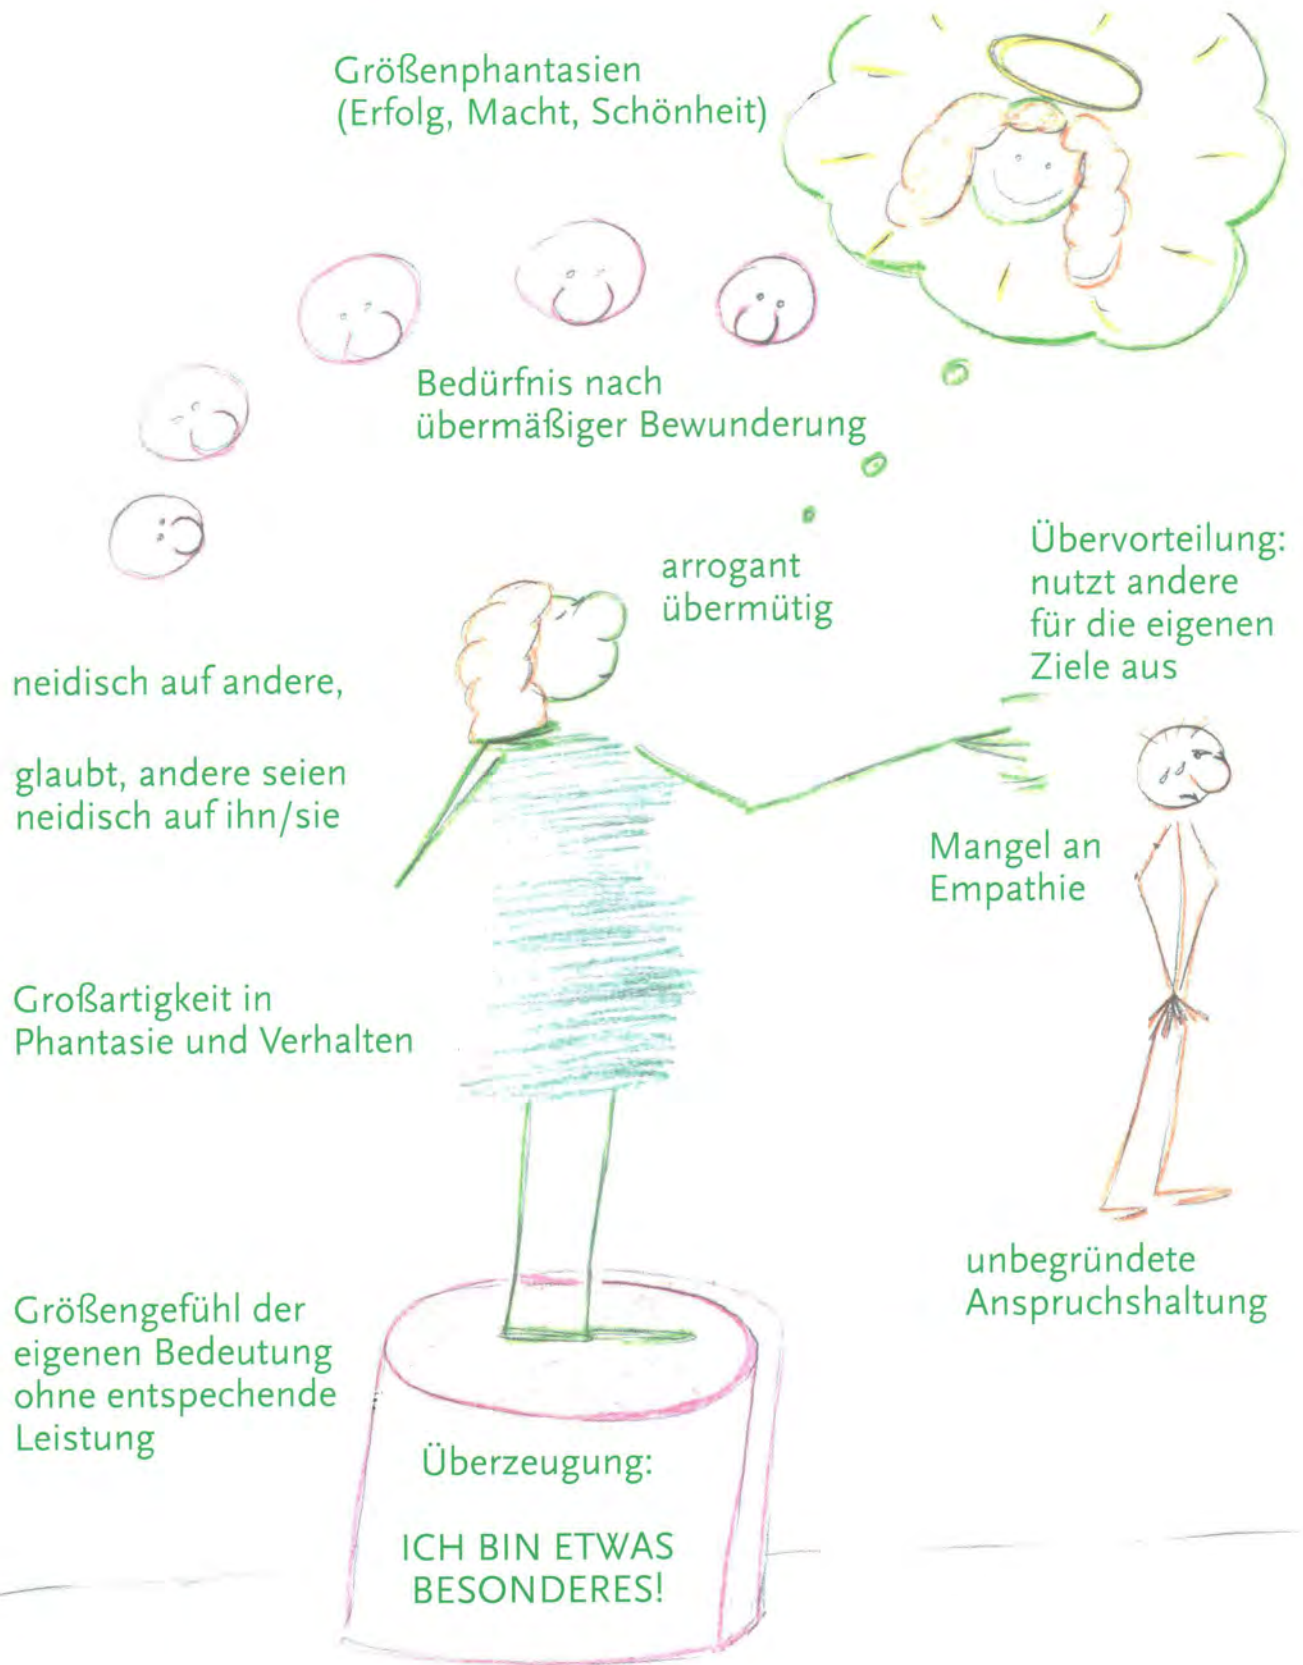 Größenphantasien
(Erfolg, Macht, Schönheit)
Bedürfnis nach
übermäßiger Bewunderung
arrogant
übermütig
Übervorteilung:
nutzt andere
für die eigenen
Ziele aus
neidisch auf andere,
glaubt, andere seien
neidisch auf ihn/sie
Mangel an
Empathie
Großartigkeit in
Phantasie und Verhalten
unbegründete
Anspruchshaltung
Größengefühl der
eigenen Bedeutung
ohne entspechende
Leistung
Überzeugung:
ICH BIN ETWAS
BESONDERES!